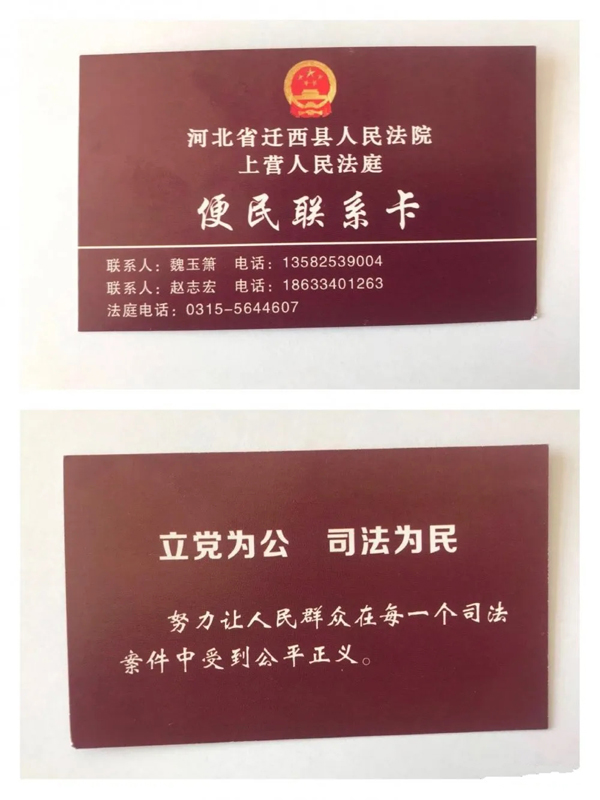 河北省迁西县人民法院
上营人民法庭
便民联系卡
联系人：魏玉箫 电话：13582539004
联系人：赵志宏 电话：18633401263
法庭电话：0315-5644607
立党为公 司法为民
努力让人民群众在每一个司法
案件中受到公平正义。